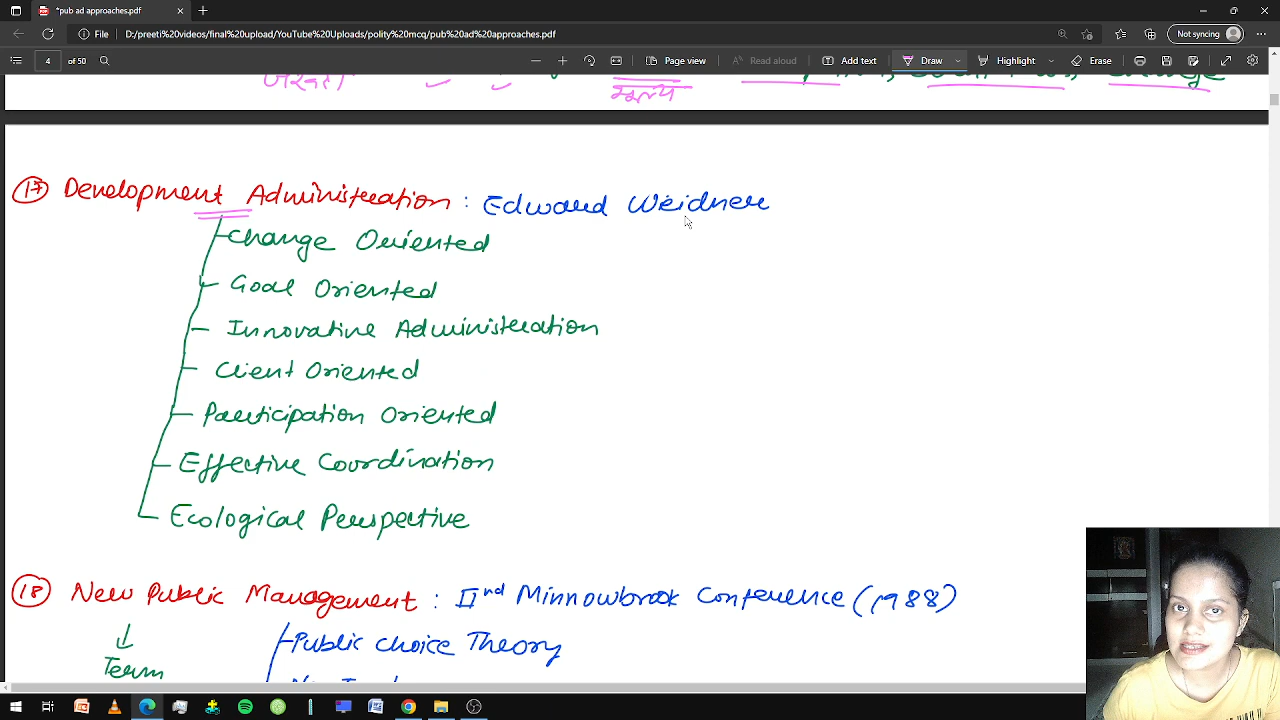 *pub ad approaches.pdf
Not syncing
File D:/preeti%20videos/final%20upload/YouTube%20Uploads/polity%20mcq/pub%20ad%20approaches.pdf
4 of 50 Page view Read aloud Add text Draw Highlight Erase
17 Development Administration : Edward Weidner
Change Oriented
Goal Oriented
Innovative Administration
Client Oriented
Participation Oriented
Effective Coordination
Ecological Perspective
18 New Public Management : IInd Minnowbrook Conference (1988)
Public Choice Theory
Term